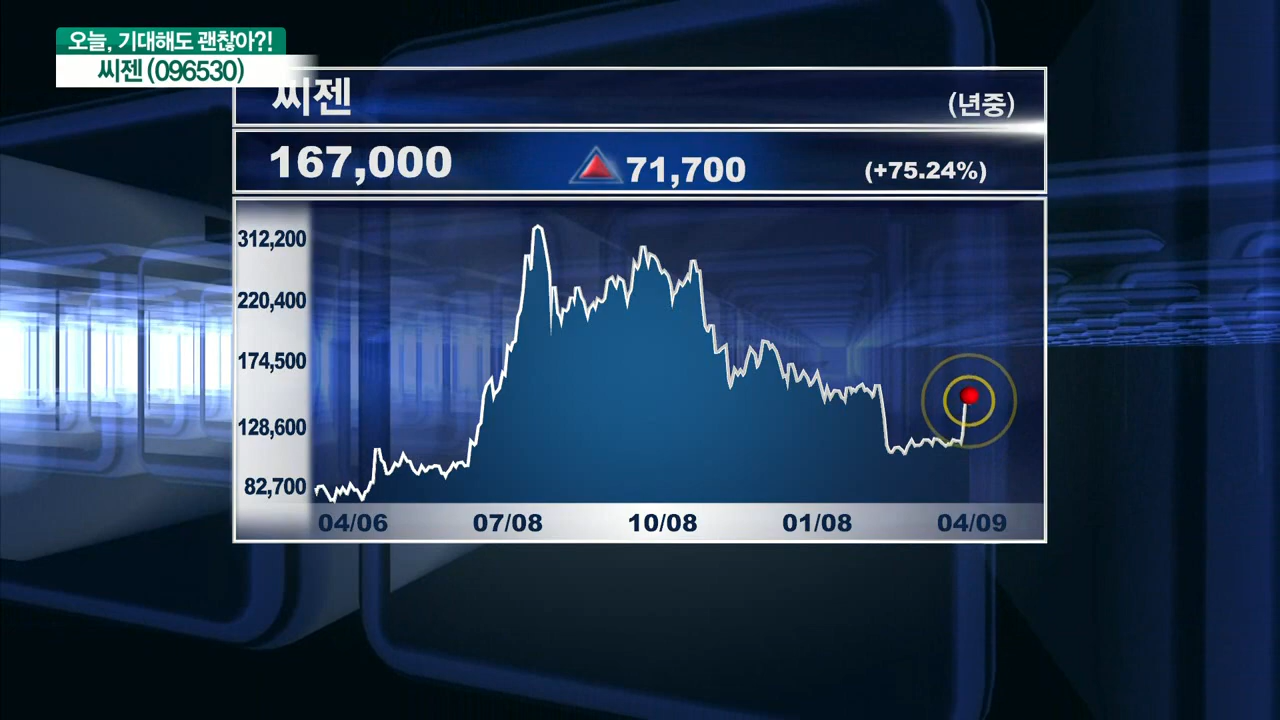 오늘, 기대해도 괜찮아?!
씨젠 (096530)
씨젠
(년중)
167,000 71,700 (+75.24%)
312,200
220,400
174,500
128,600
82,700
04/06 07/08 10/08 01/08 04/09